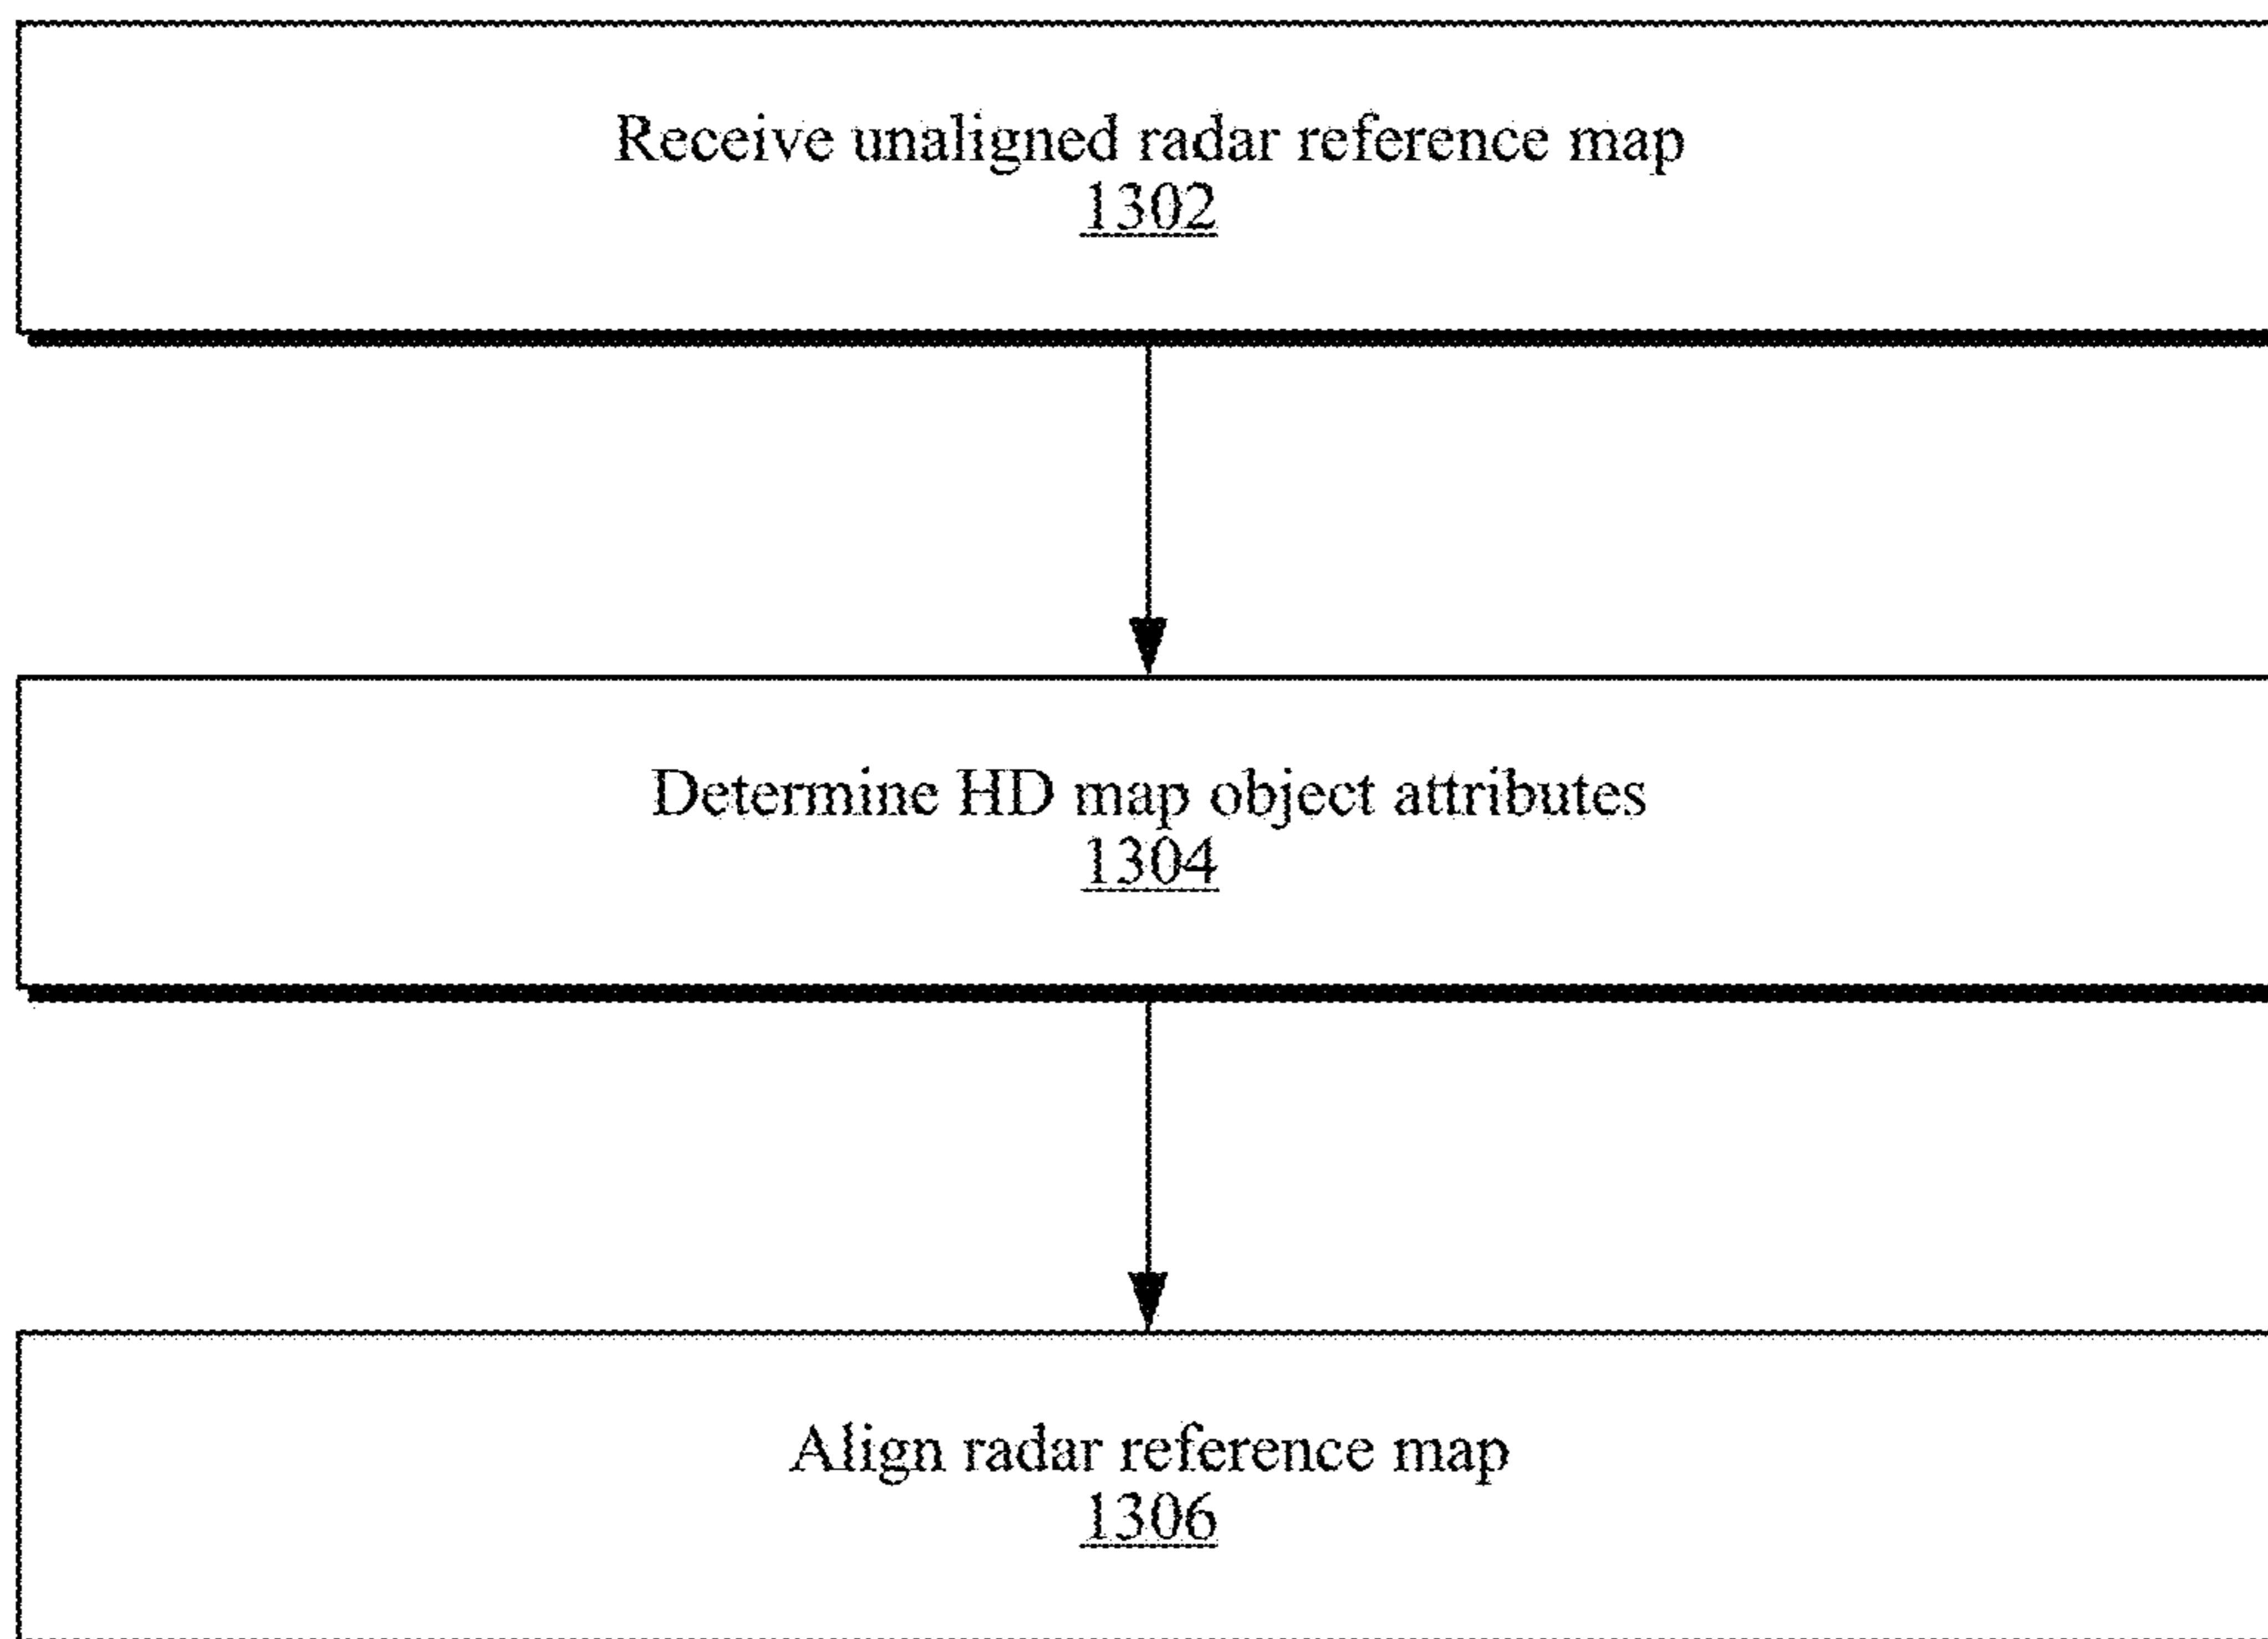 Receive unaligned radar reference map
1302
Determine HD map object attributes
1304
Align radar reference map
1306